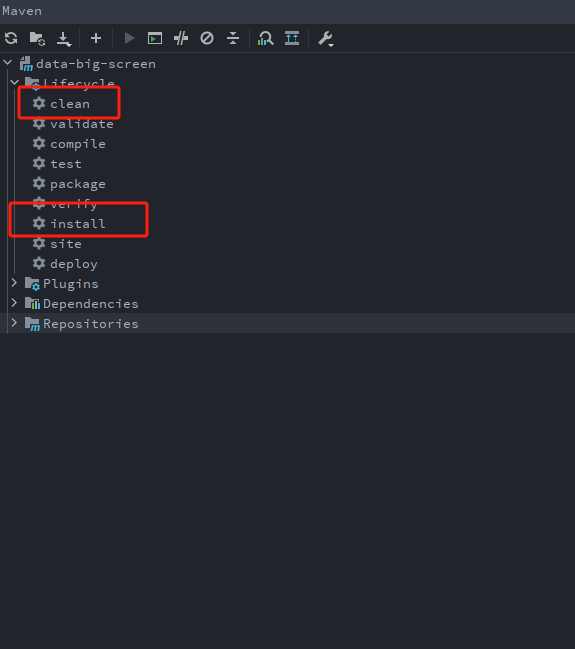 Maven
data-big-screen
Lifecycle
clean
validate
compile
test
package
verify
install
site
deploy
Plugins
Dependencies
Repositories